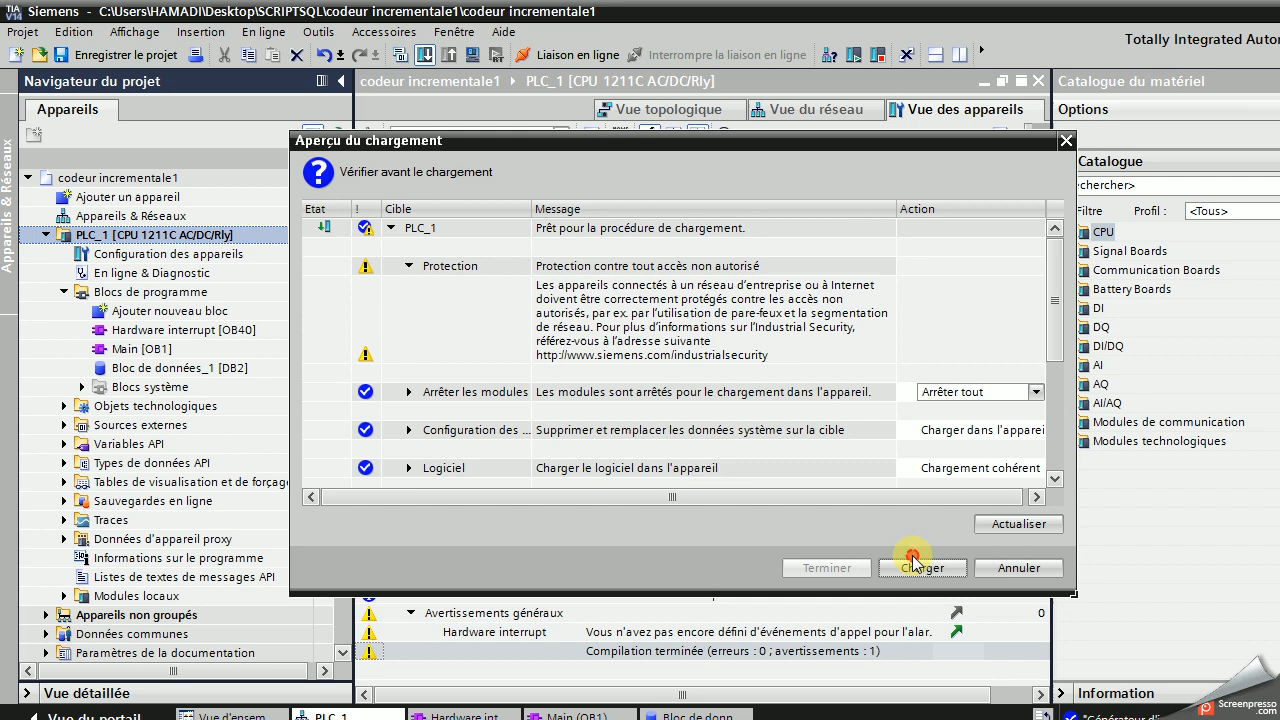 TIA V14 Siemens - C:\Users\HAMADI\Desktop\SCRIPTSQL\codeur incrementale1\codeur incrementale1
Projet Edition Affichage Insertion En ligne Outils Accessoires Fenêtre Aide
Totally Integrated Autor
Enregistrer le projet Liaison en ligne Interrompre la liaison en ligne
Navigateur du projet
codeur incrementale1 PLC_1 [CPU 1211C AC/DC/Rly]
Catalogue du matériel
Appareils
Vue topologique Vue du réseau Vue des appareils
Options
Appareils & Réseaux
Aperçu du chargement
Vérifier avant le chargement
Etat ! Cible Message Action
PLC_1 Prêt pour la procédure de chargement.
Protection Protection contre tout accès non autorisé
Les appareils connectés à un réseau d'entreprise ou à Internet
doivent être correctement protégés contre les accès non
autorisés, par ex. par l'utilisation de pare-feux et la segmentation
de réseau. Pour plus d'informations sur l'Industrial Security,
référez-vous à l'adresse suivante
http://www.siemens.com/industrialsecurity
Arrêter les modules Les modules sont arrêtés pour le chargement dans l'appareil. Arrêter tout
Configuration des ... Supprimer et remplacer les données système sur la cible Charger dans l'apparei
Logiciel Charger le logiciel dans l'appareil Chargement cohérent
Actualiser
Terminer Charger Annuler
codeur incrementale1
Ajouter un appareil
Appareils & Réseaux
PLC_1 [CPU 1211C AC/DC/Rly]
Configuration des appareils
En ligne & Diagnostic
Blocs de programme
Ajouter nouveau bloc
Hardware interrupt [OB40]
Main [OB1]
Bloc de données_1 [DB2]
Blocs système
Objets technologiques
Sources externes
Variables API
Types de données API
Tables de visualisation et de forçage
Sauvegardes en ligne
Traces
Données d'appareil proxy
Informations sur le programme
Listes de textes de messages API
Modules locaux
Appareils non groupés
Données communes
Paramètres de la documentation
Catalogue
echercher>
Filtre Profil : <Tous>
CPU
Signal Boards
Communication Boards
Battery Boards
DI
DQ
DI/DQ
AI
AQ
AI/AQ
Modules de communication
Modules technologiques
Avertissements généraux 0
Hardware interrupt Vous n'avez pas encore défini d'événements d'appel pour l'alar.
Compilation terminée (erreurs : 0 ; avertissements : 1)
Vue détaillée
Information
Vue du portail Vue d'ensem PLC_1 Hardware int Main (OB1) Bloc de donn
"Générateur d'i
Screenpresso
.com